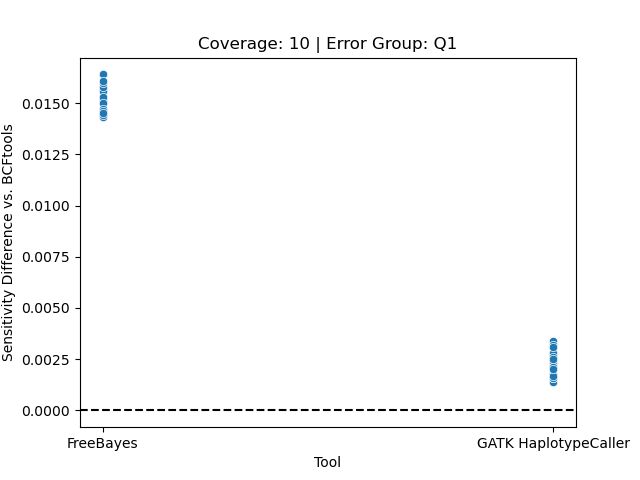 Coverage: 10 | Error Group: Q1
Sensitivity Difference vs. BCFtools
0.0150
0.0125
0.0100
0.0075
0.0050
0.0025
0.0000
FreeBayes
GATK HaplotypeCaller
Tool